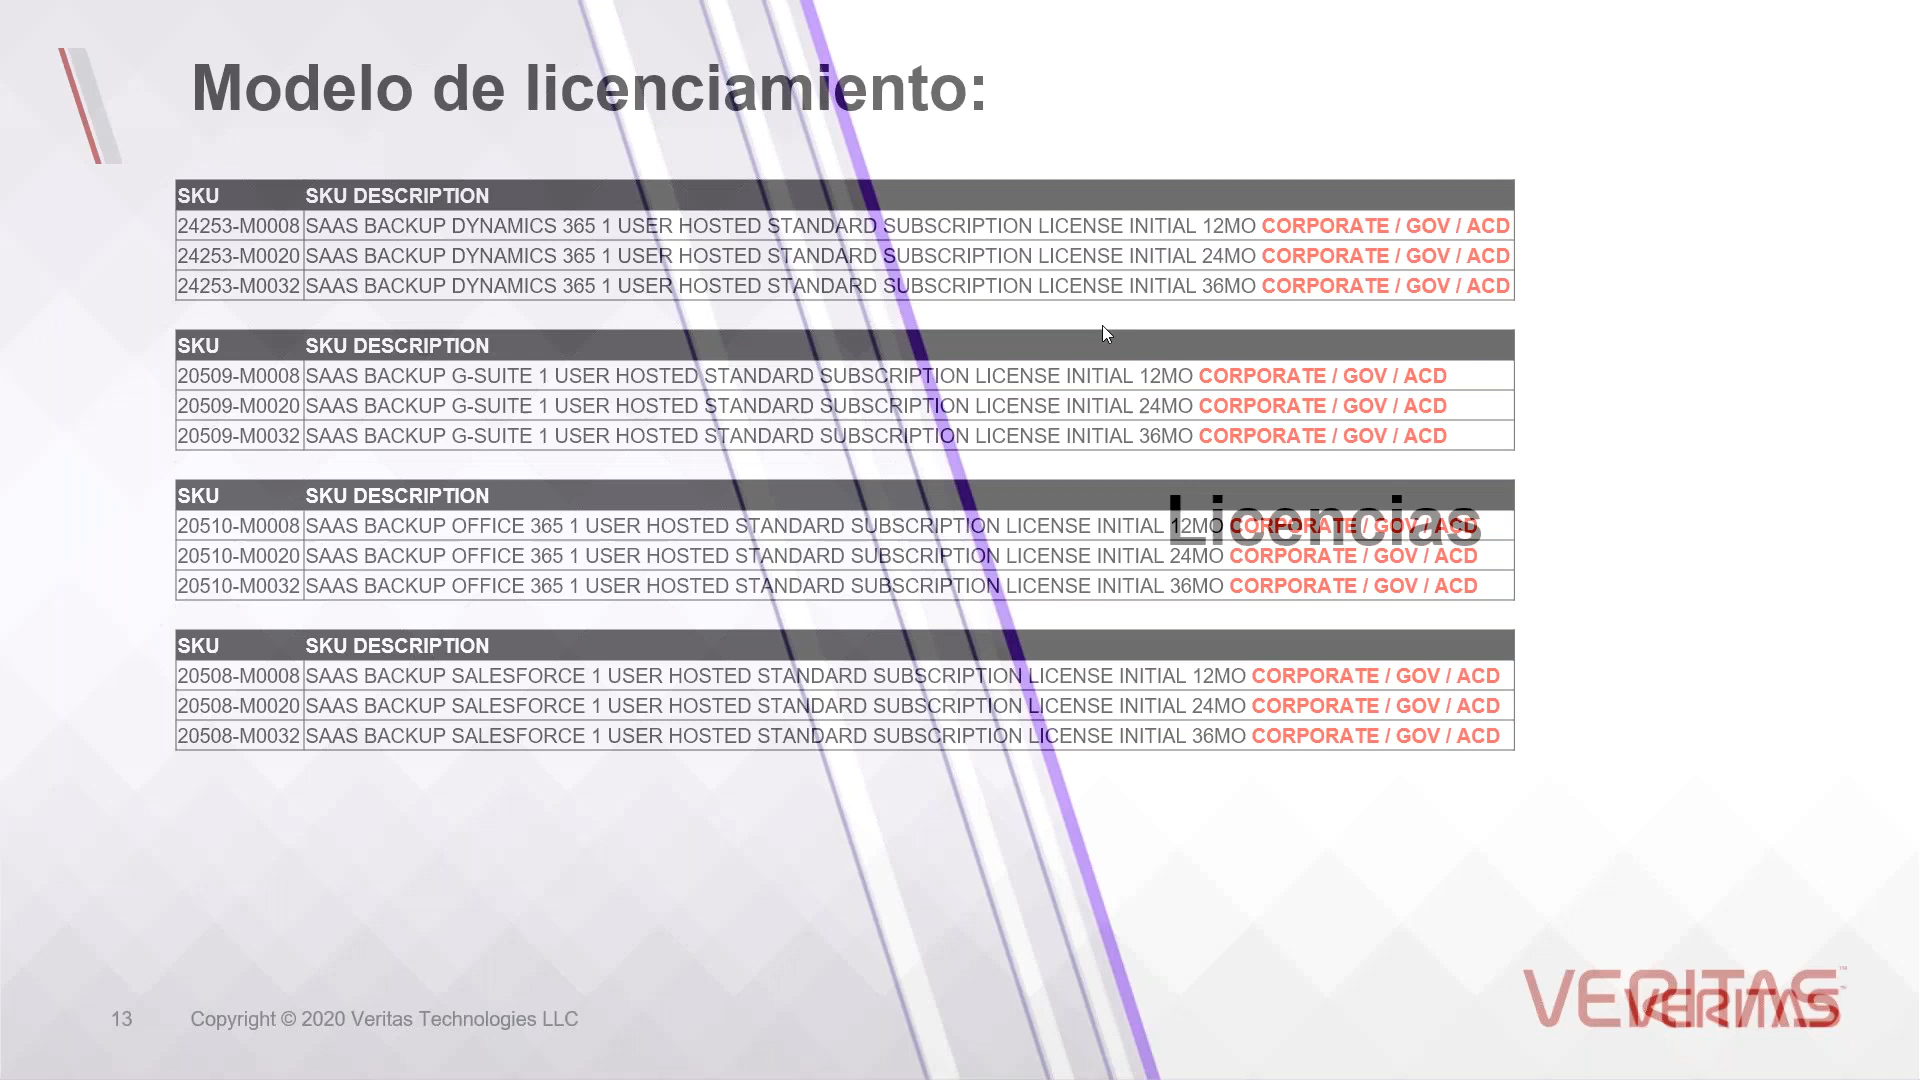 Modelo de licenciamiento:
SKU SKU DESCRIPTION
24253-M0008 SAAS BACKUP DYNAMICS 365 1 USER HOSTED STANDARD SUBSCRIPTION LICENSE INITIAL 12MO CORPORATE / GOV / ACD
24253-M0020 SAAS BACKUP DYNAMICS 365 1 USER HOSTED STANDARD SUBSCRIPTION LICENSE INITIAL 24MO CORPORATE / GOV / ACD
24253-M0032 SAAS BACKUP DYNAMICS 365 1 USER HOSTED STANDARD SUBSCRIPTION LICENSE INITIAL 36MO CORPORATE / GOV / ACD
SKU SKU DESCRIPTION
20509-M0008 SAAS BACKUP G-SUITE 1 USER HOSTED STANDARD SUBSCRIPTION LICENSE INITIAL 12MO CORPORATE / GOV / ACD
20509-M0020 SAAS BACKUP G-SUITE 1 USER HOSTED STANDARD SUBSCRIPTION LICENSE INITIAL 24MO CORPORATE / GOV / ACD
20509-M0032 SAAS BACKUP G-SUITE 1 USER HOSTED STANDARD SUBSCRIPTION LICENSE INITIAL 36MO CORPORATE / GOV / ACD
SKU SKU DESCRIPTION
Licencias
20510-M0008 SAAS BACKUP OFFICE 365 1 USER HOSTED STANDARD SUBSCRIPTION LICENSE INITIAL 12MO CORPORATE / GOV / ACD
20510-M0020 SAAS BACKUP OFFICE 365 1 USER HOSTED STANDARD SUBSCRIPTION LICENSE INITIAL 24MO CORPORATE / GOV / ACD
20510-M0032 SAAS BACKUP OFFICE 365 1 USER HOSTED STANDARD SUBSCRIPTION LICENSE INITIAL 36MO CORPORATE / GOV / ACD
SKU SKU DESCRIPTION
20508-M0008 SAAS BACKUP SALESFORCE 1 USER HOSTED STANDARD SUBSCRIPTION LICENSE INITIAL 12MO CORPORATE / GOV / ACD
20508-M0020 SAAS BACKUP SALESFORCE 1 USER HOSTED STANDARD SUBSCRIPTION LICENSE INITIAL 24MO CORPORATE / GOV / ACD
20508-M0032 SAAS BACKUP SALESFORCE 1 USER HOSTED STANDARD SUBSCRIPTION LICENSE INITIAL 36MO CORPORATE / GOV / ACD
VERITAS™
VERITAS™
13 Copyright © 2020 Veritas Technologies LLC